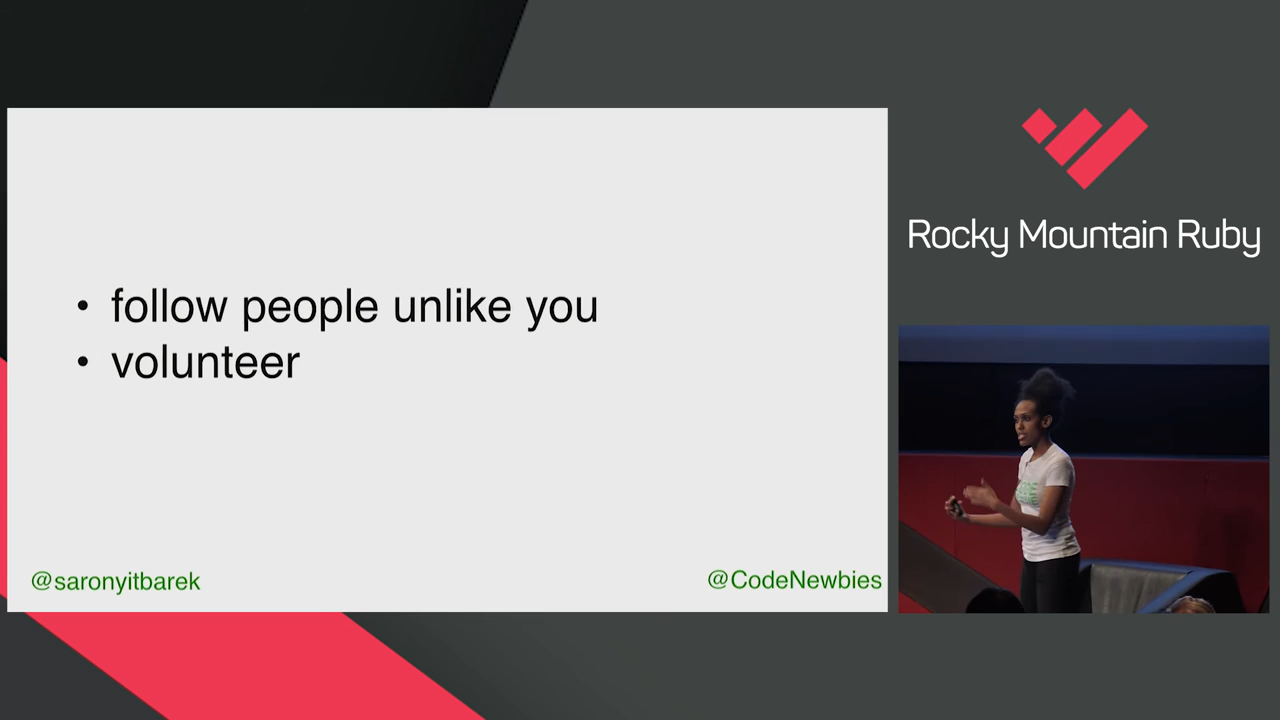 • follow people unlike you
• volunteer
@saronyitbarek
@CodeNewbies
Rocky Mountain Ruby